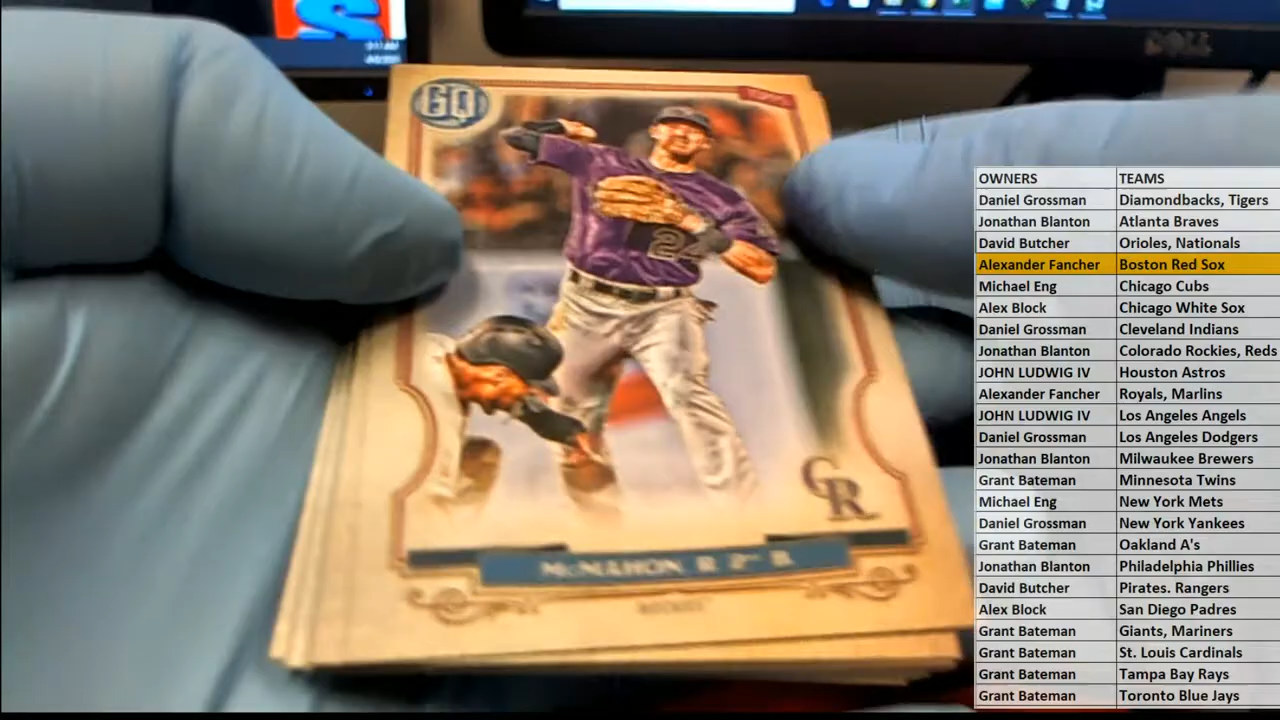 S
DELL
GQ
TOPPS
24
CR
McMAHON, R. 2ND B.
OWNERS TEAMS
Daniel Grossman Diamondbacks, Tigers
Jonathan Blanton Atlanta Braves
David Butcher Orioles, Nationals
Alexander Fancher Boston Red Sox
Michael Eng Chicago Cubs
Alex Block Chicago White Sox
Daniel Grossman Cleveland Indians
Jonathan Blanton Colorado Rockies, Reds
JOHN LUDWIG IV Houston Astros
Alexander Fancher Royals, Marlins
JOHN LUDWIG IV Los Angeles Angels
Daniel Grossman Los Angeles Dodgers
Jonathan Blanton Milwaukee Brewers
Grant Bateman Minnesota Twins
Michael Eng New York Mets
Daniel Grossman New York Yankees
Grant Bateman Oakland A's
Jonathan Blanton Philadelphia Phillies
David Butcher Pirates. Rangers
Alex Block San Diego Padres
Grant Bateman Giants, Mariners
Grant Bateman St. Louis Cardinals
Grant Bateman Tampa Bay Rays
Grant Bateman Toronto Blue Jays